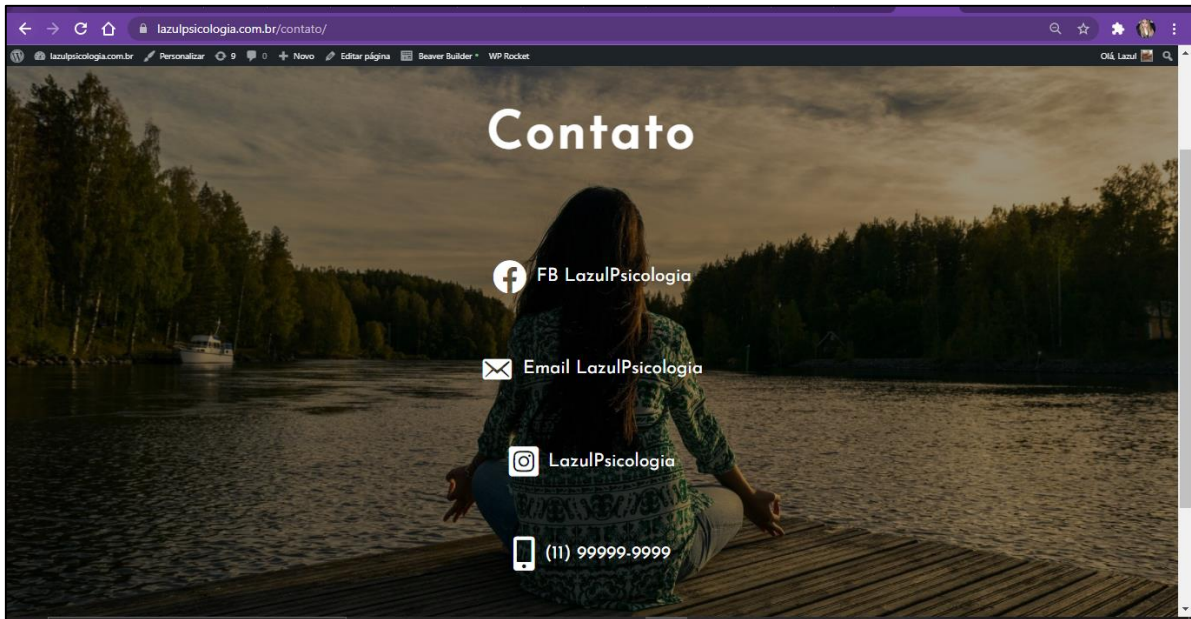 lazulpsicologia.com.br/contato/
lazulpsicologia.com.br Personalizar 9 0 + Novo Editar página Beaver Builder WP Rocket Olá, Lazul
Contato
FB LazulPsicologia
Email LazulPsicologia
LazulPsicologia
(11) 99999-9999